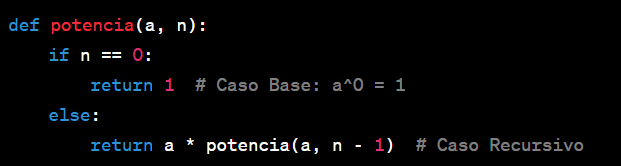 def potencia(a, n):
    if n == 0:
        return 1  # Caso Base: a^0 = 1
    else:
        return a * potencia(a, n - 1)  # Caso Recursivo